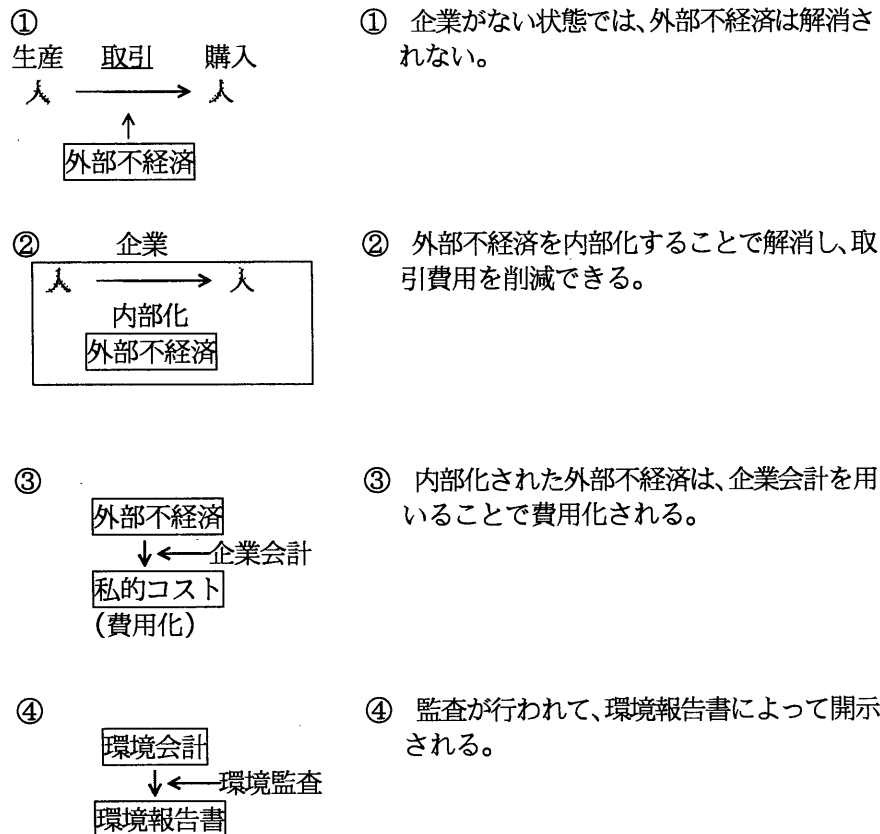 ①
生産 取引 購入
人 → 人
↑
外部不経済
① 企業がない状態では、外部不経済は解消さ
れない。
② 企業
人 → 人
内部化
外部不経済
② 外部不経済を内部化することで解消し、取
引費用を削減できる。
③
外部不経済
↓←企業会計
私的コスト
(費用化)
③ 内部化された外部不経済は、企業会計を用
いることで費用化される。
④
環境会計
↓←環境監査
環境報告書
④ 監査が行われて、環境報告書によって開示
される。